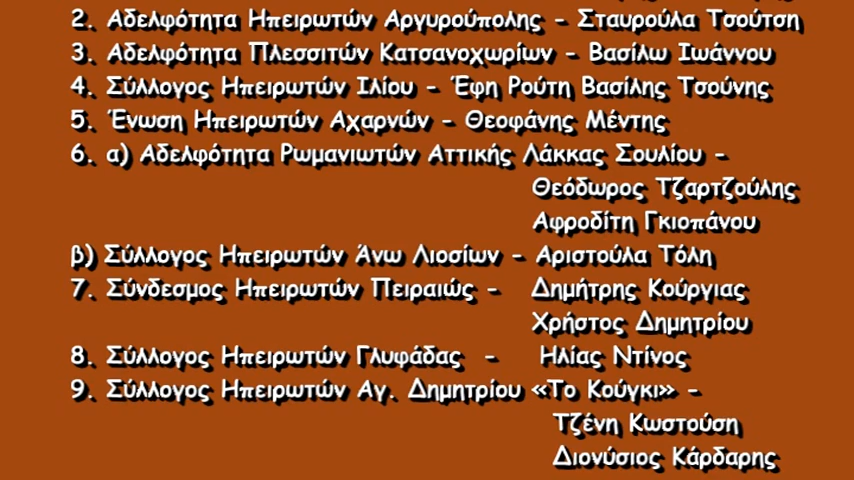 2. Αδελφότητα Ηπειρωτών Αργυρούπολης - Σταυρούλα Τσούτση
3. Αδελφότητα Πλεσσιτών Κατσανοχωρίων - Βασίλω Ιωάννου
4. Σύλλογος Ηπειρωτών Ιλίου - Έφη Ρούτη Βασίλης Τσούνης
5. Ένωση Ηπειρωτών Αχαρνών - Θεοφάνης Μέντης
6. α) Αδελφότητα Ρωμανιωτών Αττικής Λάκκας Σουλίου -
Θεόδωρος Τζαρτζούλης
Αφροδίτη Γκιοπάνου
β) Σύλλογος Ηπειρωτών Άνω Λιοσίων - Αριστούλα Τόλη
7. Σύνδεσμος Ηπειρωτών Πειραιώς - Δημήτρης Κούργιας
Χρήστος Δημητρίου
8. Σύλλογος Ηπειρωτών Γλυφάδας - Ηλίας Ντίνος
9. Σύλλογος Ηπειρωτών Αγ. Δημητρίου «Το Κούγκι» -
Τζένη Κωστούση
Διονύσιος Κάρδαρης